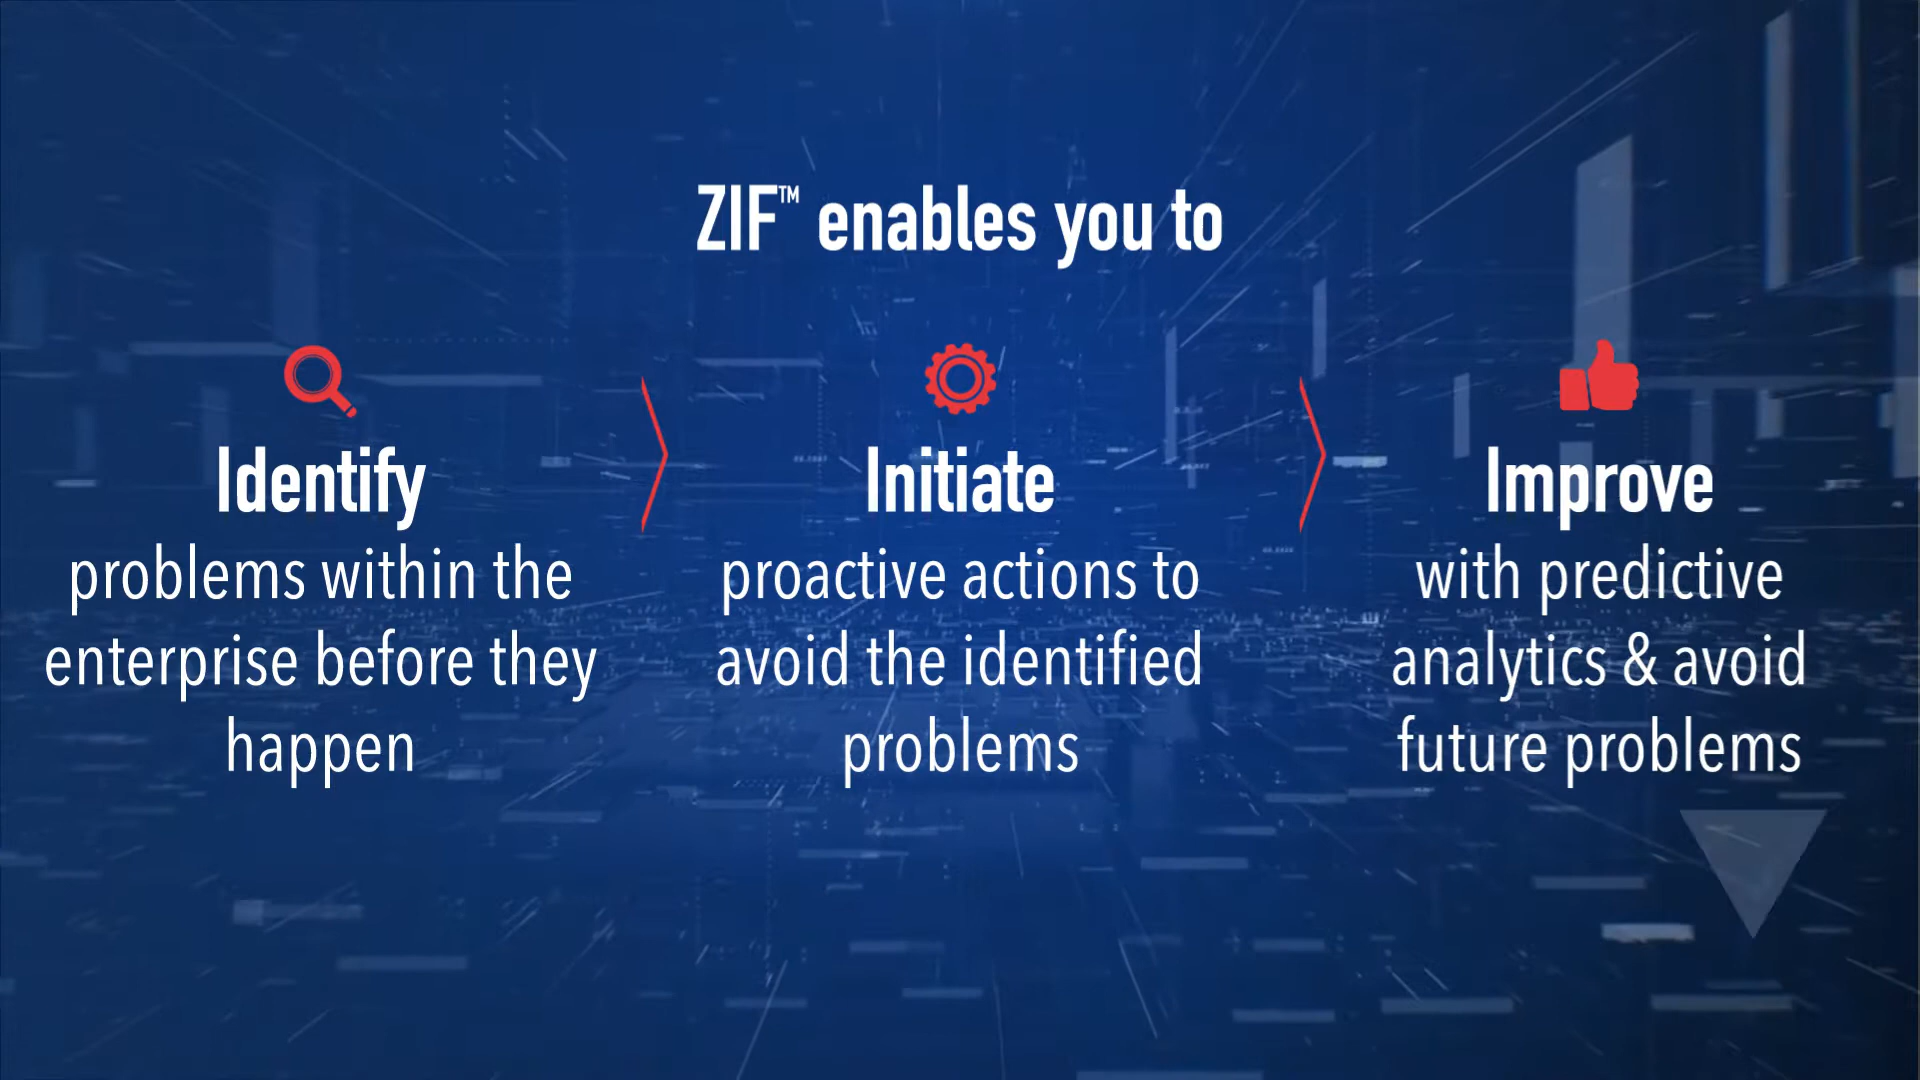 ZIF™ enables you to
Identify
problems within the
enterprise before they
happen
Initiate
proactive actions to
avoid the identified
problems
Improve
with predictive
analytics & avoid
future problems